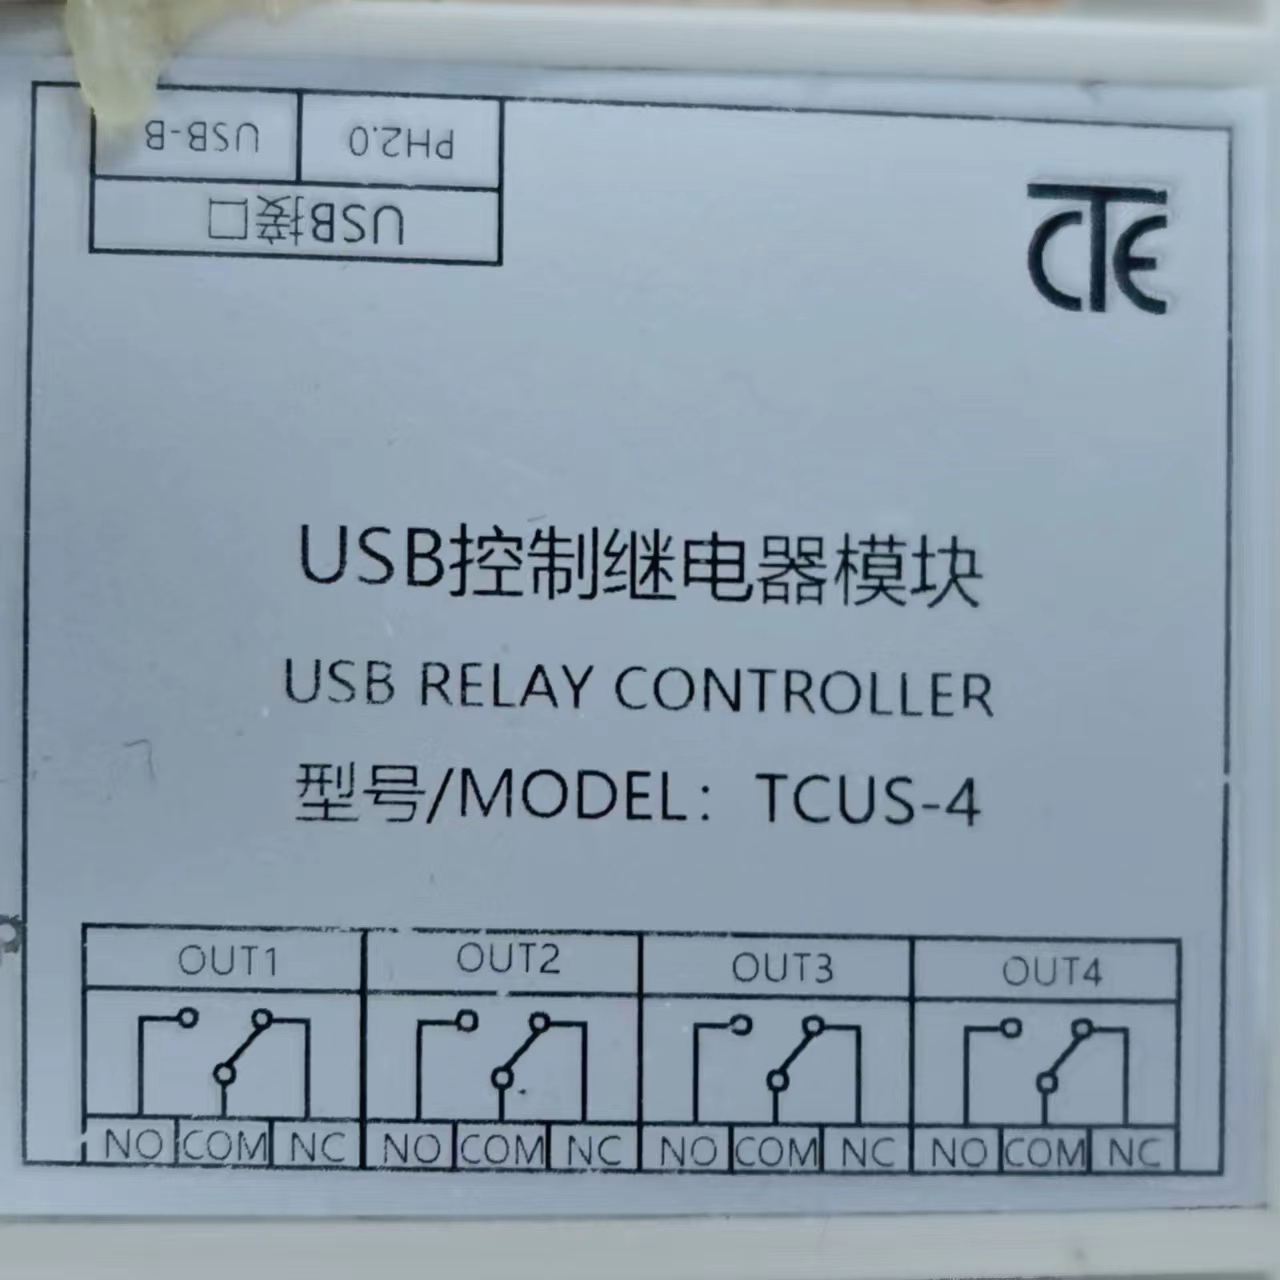 USB-B PH2.0
USB接口
CTE
USB控制继电器模块
USB RELAY CONTROLLER
型号/MODEL: TCUS-4
OUT1 OUT2 OUT3 OUT4
NO COM NC NO COM NC NO COM NC NO COM NC